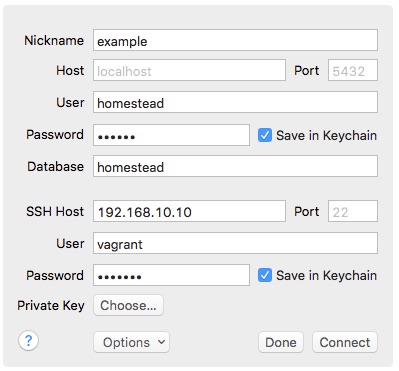 Nickname example
Host localhost Port 5432
User homestead
Password ••••••
Save in Keychain
Database homestead
SSH Host 192.168.10.10 Port 22
User vagrant
Password •••••••
Save in Keychain
Private Key Choose...
? Options Done Connect